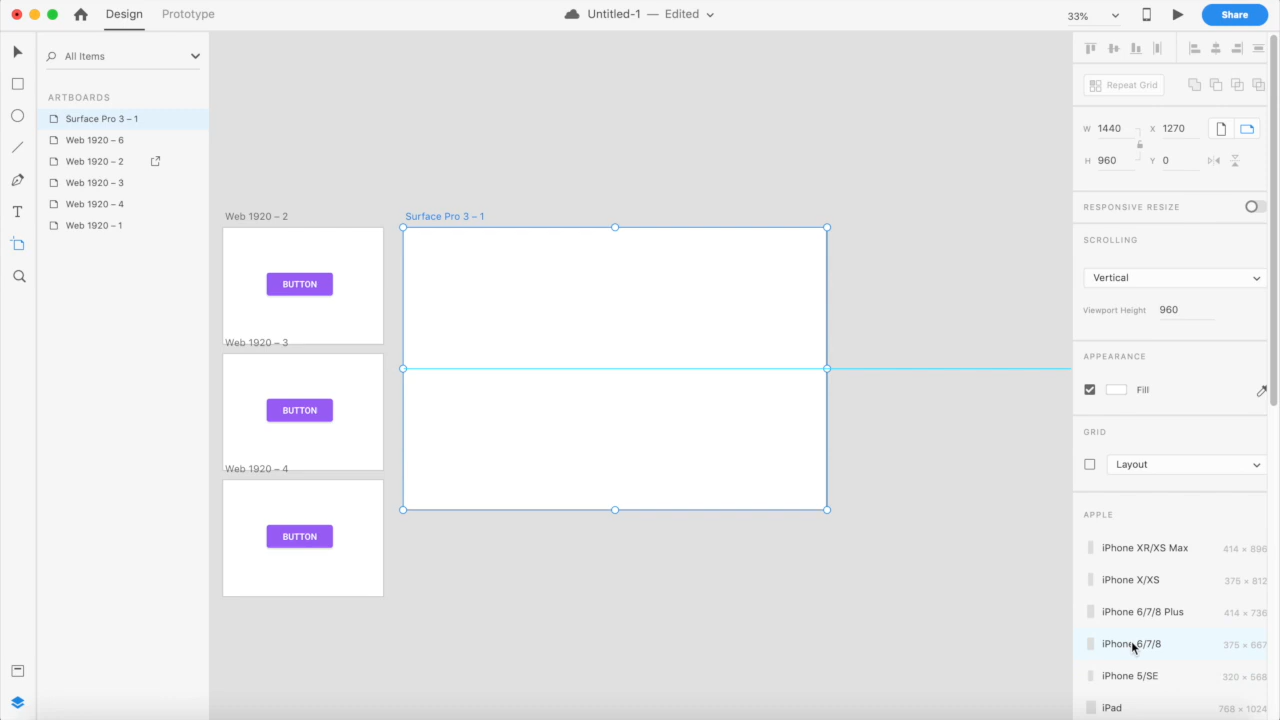 Design
Prototype
Untitled-1 — Edited
33%
Share
All Items
ARTBOARDS
Surface Pro 3 – 1
Web 1920 – 6
Web 1920 – 2
Web 1920 – 3
Web 1920 – 4
Web 1920 – 1
Web 1920 – 2
BUTTON
Web 1920 – 3
BUTTON
Web 1920 – 4
BUTTON
Surface Pro 3 – 1
Repeat Grid
W 1440 X 1270
H 960 Y 0
RESPONSIVE RESIZE
SCROLLING
Vertical
Viewport Height 960
APPEARANCE
Fill
GRID
Layout
APPLE
iPhone XR/XS Max 414 × 896
iPhone X/XS 375 × 812
iPhone 6/7/8 Plus 414 × 736
iPhone 6/7/8 375 × 667
iPhone 5/SE 320 × 568
iPad 768 × 1024